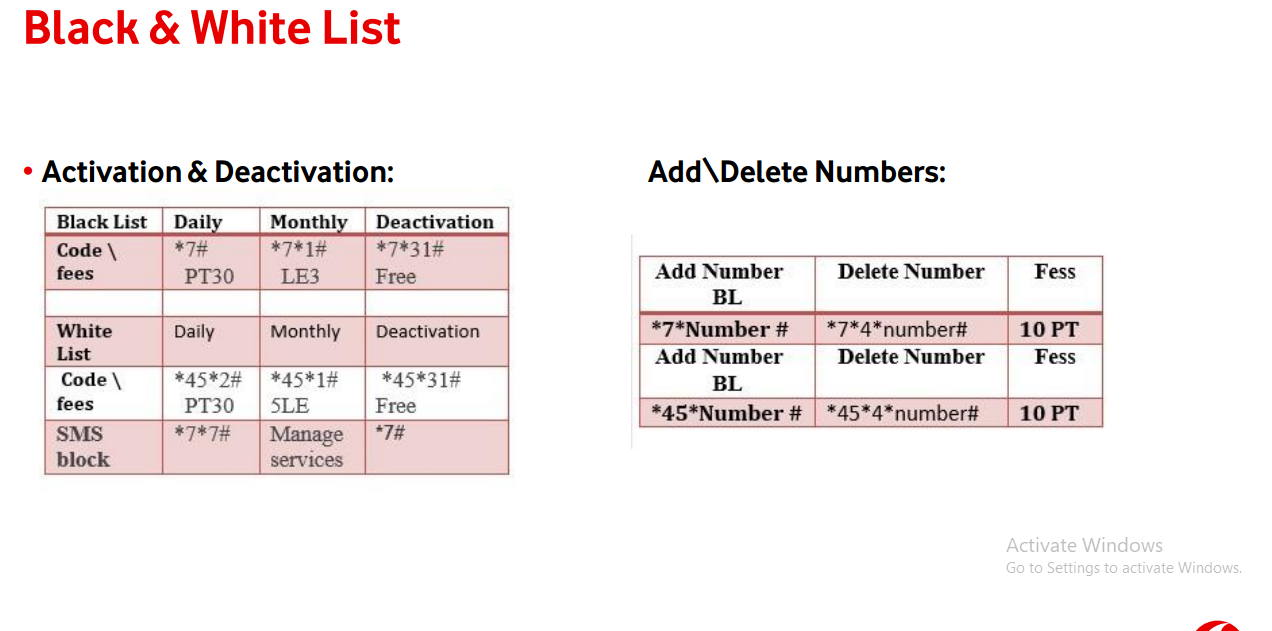 Black & White List
• Activation & Deactivation:
Black List Daily Monthly Deactivation
Code \ *7# *7*1# *7*31#
fees PT30 LE3 Free
White Daily Monthly Deactivation
List
Code \ *45*2# *45*1# *45*31#
fees PT30 5LE Free
SMS *7*7# Manage *7#
block services
Add\Delete Numbers:
Add Number Delete Number Fess
BL
*7*Number # *7*4*number# 10 PT
Add Number Delete Number Fess
BL
*45*Number # *45*4*number# 10 PT
Activate Windows
Go to Settings to activate Windows.